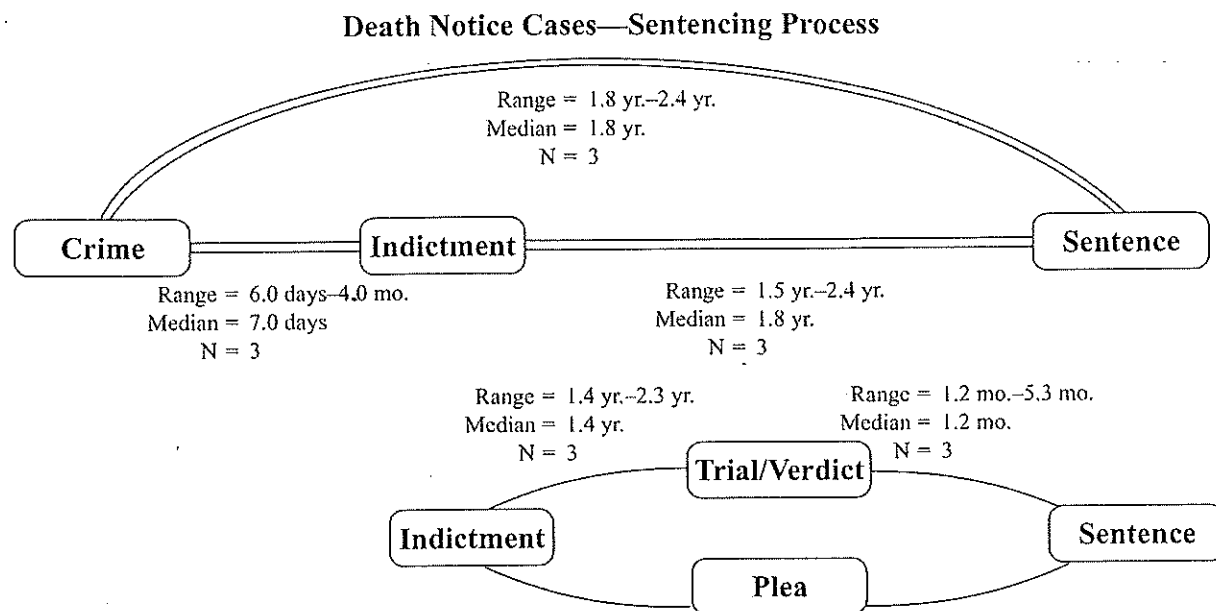 Death Notice Cases—Sentencing Process
Range = 1.8 yr.–2.4 yr.
Median = 1.8 yr.
N = 3
Crime
Indictment
Sentence
Range = 6.0 days–4.0 mo.
Median = 7.0 days
N = 3
Range = 1.5 yr.–2.4 yr.
Median = 1.8 yr.
N = 3
Range = 1.4 yr.–2.3 yr.
Median = 1.4 yr.
N = 3
Range = 1.2 mo.–5.3 mo.
Median = 1.2 mo.
N = 3
Trial/Verdict
Indictment
Sentence
Plea